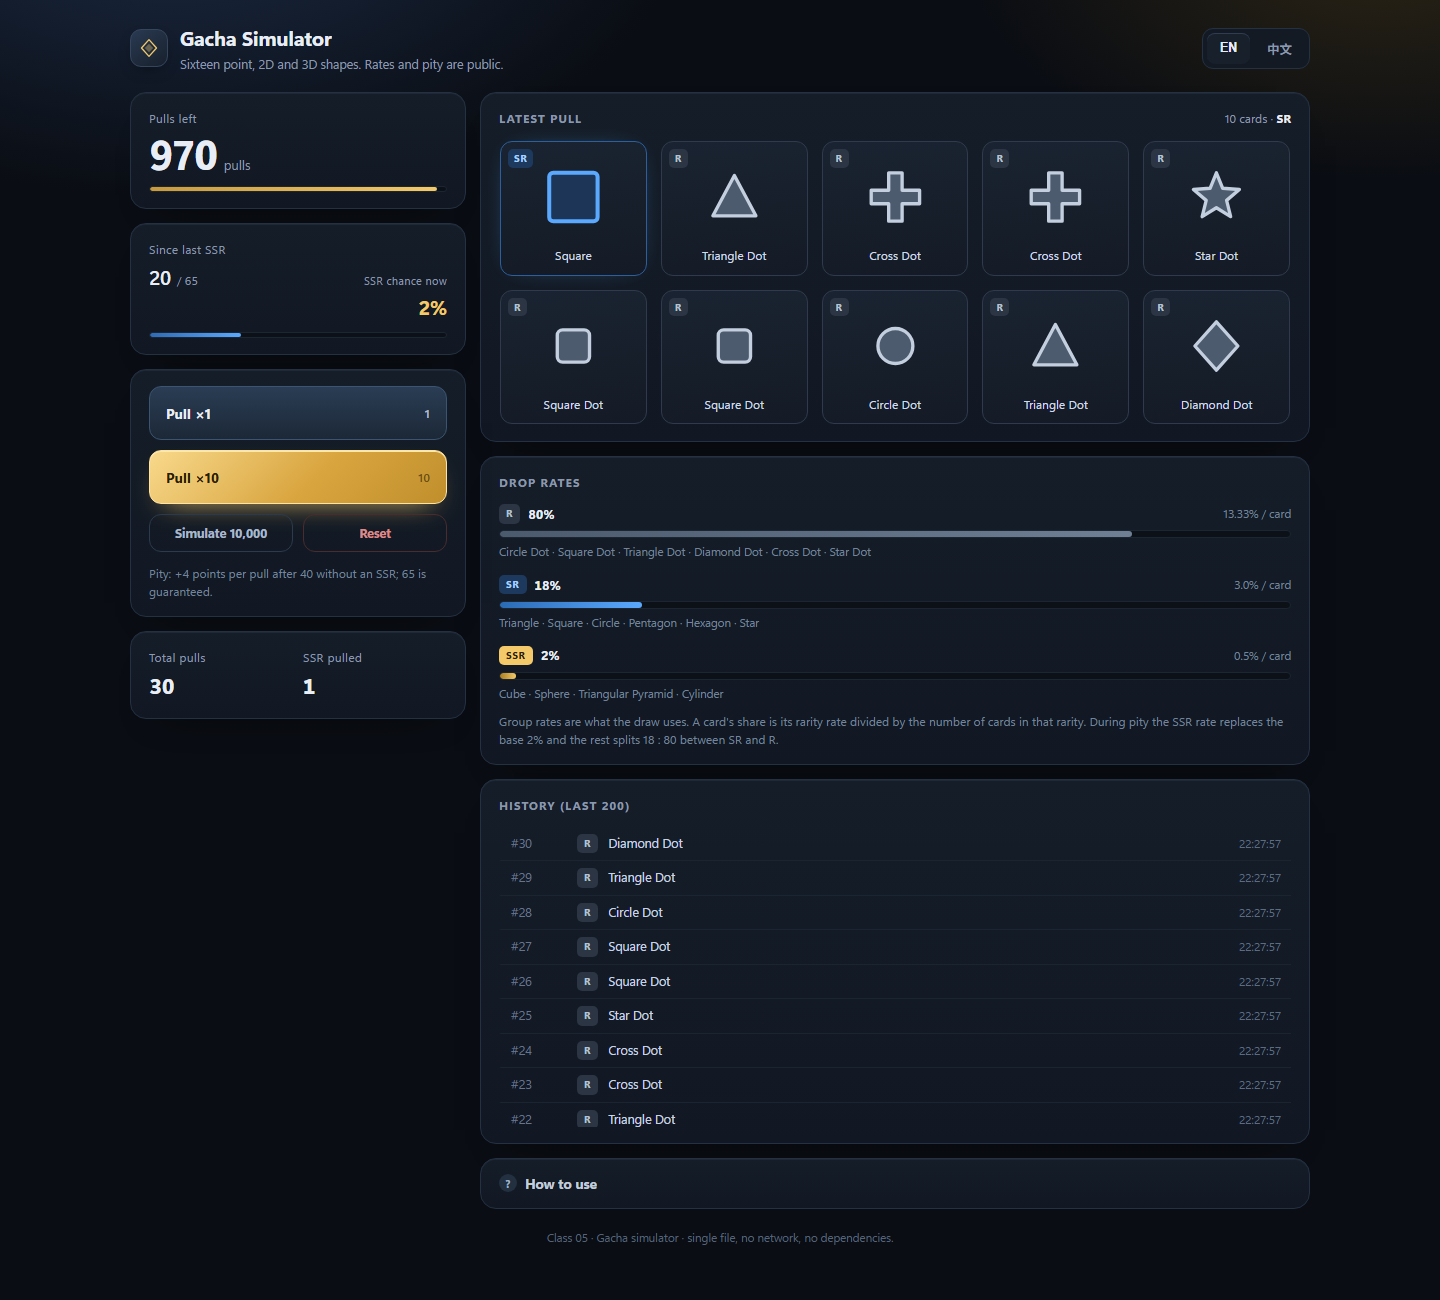 Gacha Simulator
Sixteen point, 2D and 3D shapes. Rates and pity are public.
EN 中文
Pulls left
970 pulls
Since last SSR
20 / 65
SSR chance now
2%
Pull ×1 1
Pull ×10 10
Simulate 10,000 Reset
Pity: +4 points per pull after 40 without an SSR; 65 is
guaranteed.
Total pulls SSR pulled
30 1
LATEST PULL 10 cards · SR
SR R R R R
Square Triangle Dot Cross Dot Cross Dot Star Dot
R R R R R
Square Dot Square Dot Circle Dot Triangle Dot Diamond Dot
DROP RATES
R 80% 13.33% / card
Circle Dot · Square Dot · Triangle Dot · Diamond Dot · Cross Dot · Star Dot
SR 18% 3.0% / card
Triangle · Square · Circle · Pentagon · Hexagon · Star
SSR 2% 0.5% / card
Cube · Sphere · Triangular Pyramid · Cylinder
Group rates are what the draw uses. A card's share is its rarity rate divided by the number of cards in that rarity. During pity the SSR rate replaces the
base 2% and the rest splits 18 : 80 between SR and R.
HISTORY (LAST 200)
#30 R Diamond Dot 22:27:57
#29 R Triangle Dot 22:27:57
#28 R Circle Dot 22:27:57
#27 R Square Dot 22:27:57
#26 R Square Dot 22:27:57
#25 R Star Dot 22:27:57
#24 R Cross Dot 22:27:57
#23 R Cross Dot 22:27:57
#22 R Triangle Dot 22:27:57
? How to use
Class 05 · Gacha simulator · single file, no network, no dependencies.